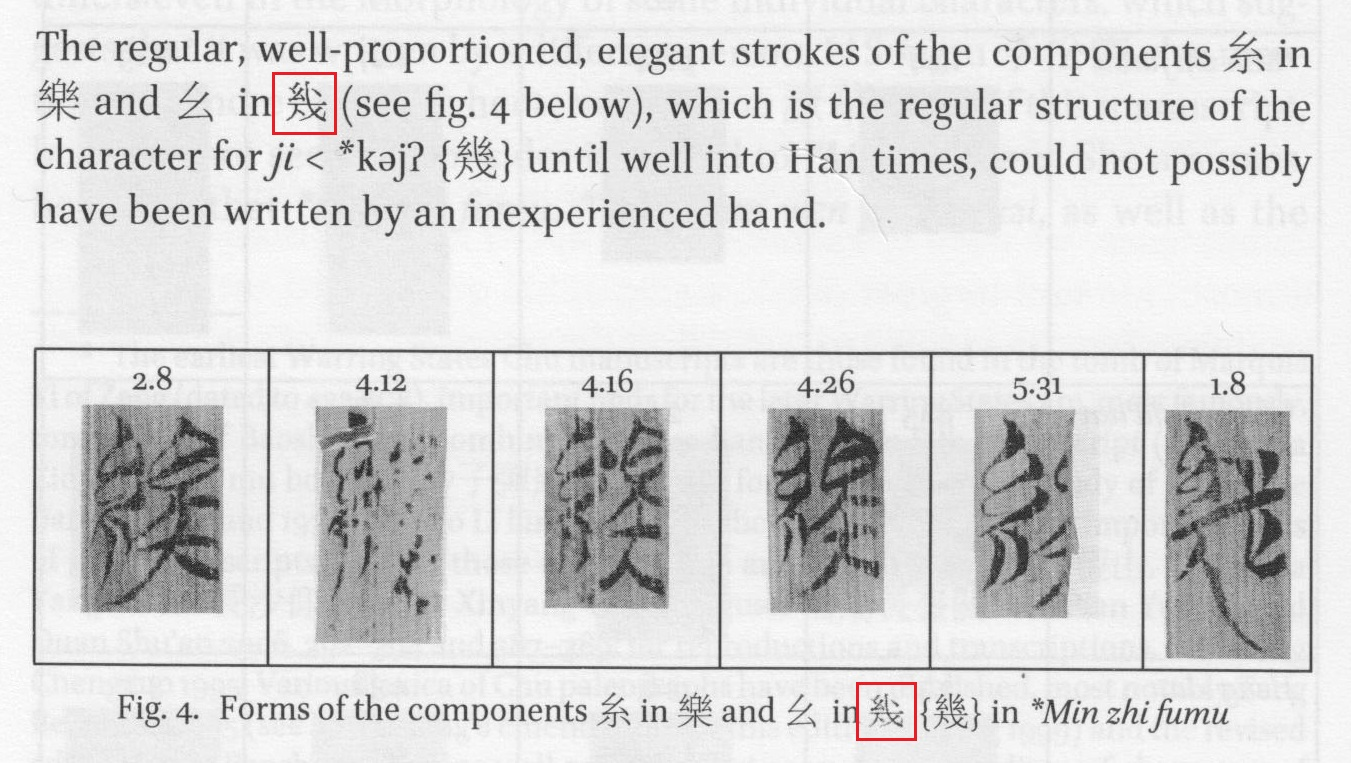 The regular, well-proportioned, elegant strokes of the components 糸 in
樂 and 幺 in (see fig. 4 below), which is the regular structure of the
character for ji < *kəjʔ {幾} until well into Han times, could not possibly
have been written by an inexperienced hand.
2.8 4.12 4.16 4.26 5.31 1.8
Fig. 4. Forms of the components 糸 in 樂 and 幺 in {幾} in *Min zhi fumu